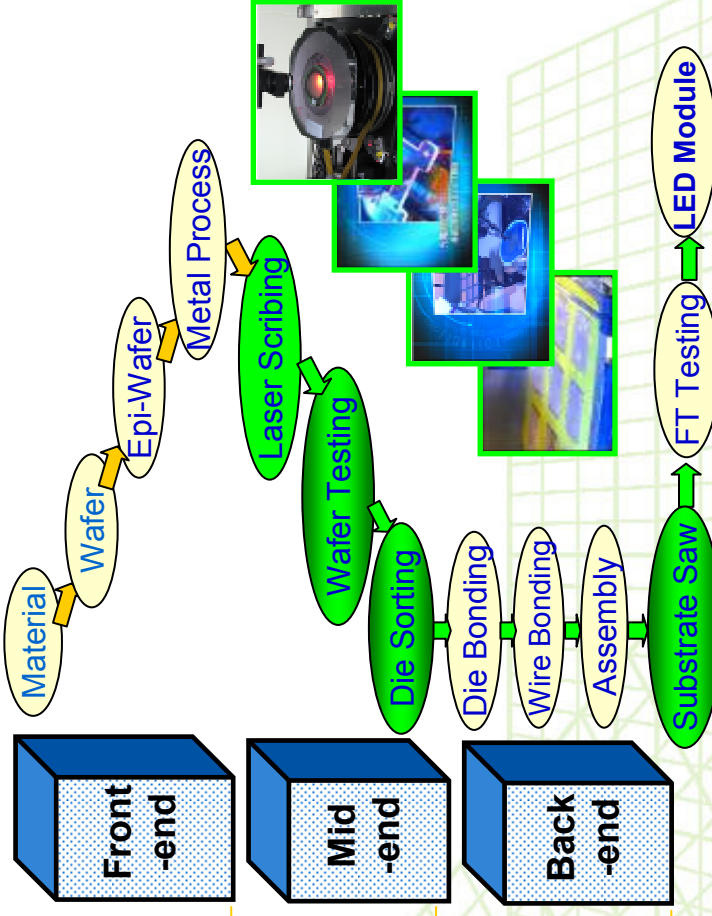 Material
Wafer
Epi-Wafer
Metal Process
Laser Scribing
Wafer Testing
Die Sorting
Die Bonding
Wire Bonding
Assembly
Substrate Saw
FT Testing
LED Module
Front
-end
Mid
-end
Back
-end